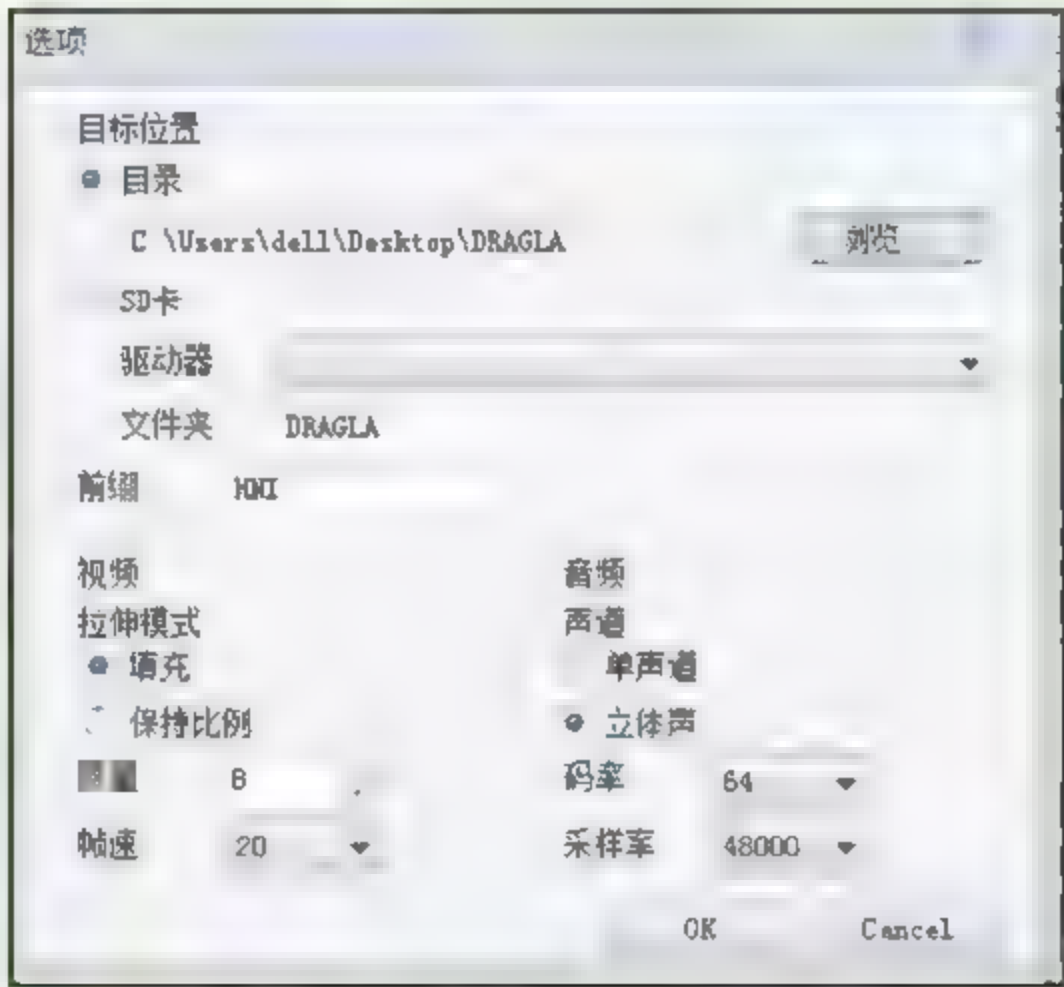 选项
目标位置
目录
C \Users\dell\Desktop\DRAGLA 浏览
SD卡
驱动器
文件夹 DRAGLA
前缀
视频 音频
拉伸模式 声道
填充 单声道
保持比例 立体声
8 码率 64
帧速 20 采样率 48000
OK Cancel